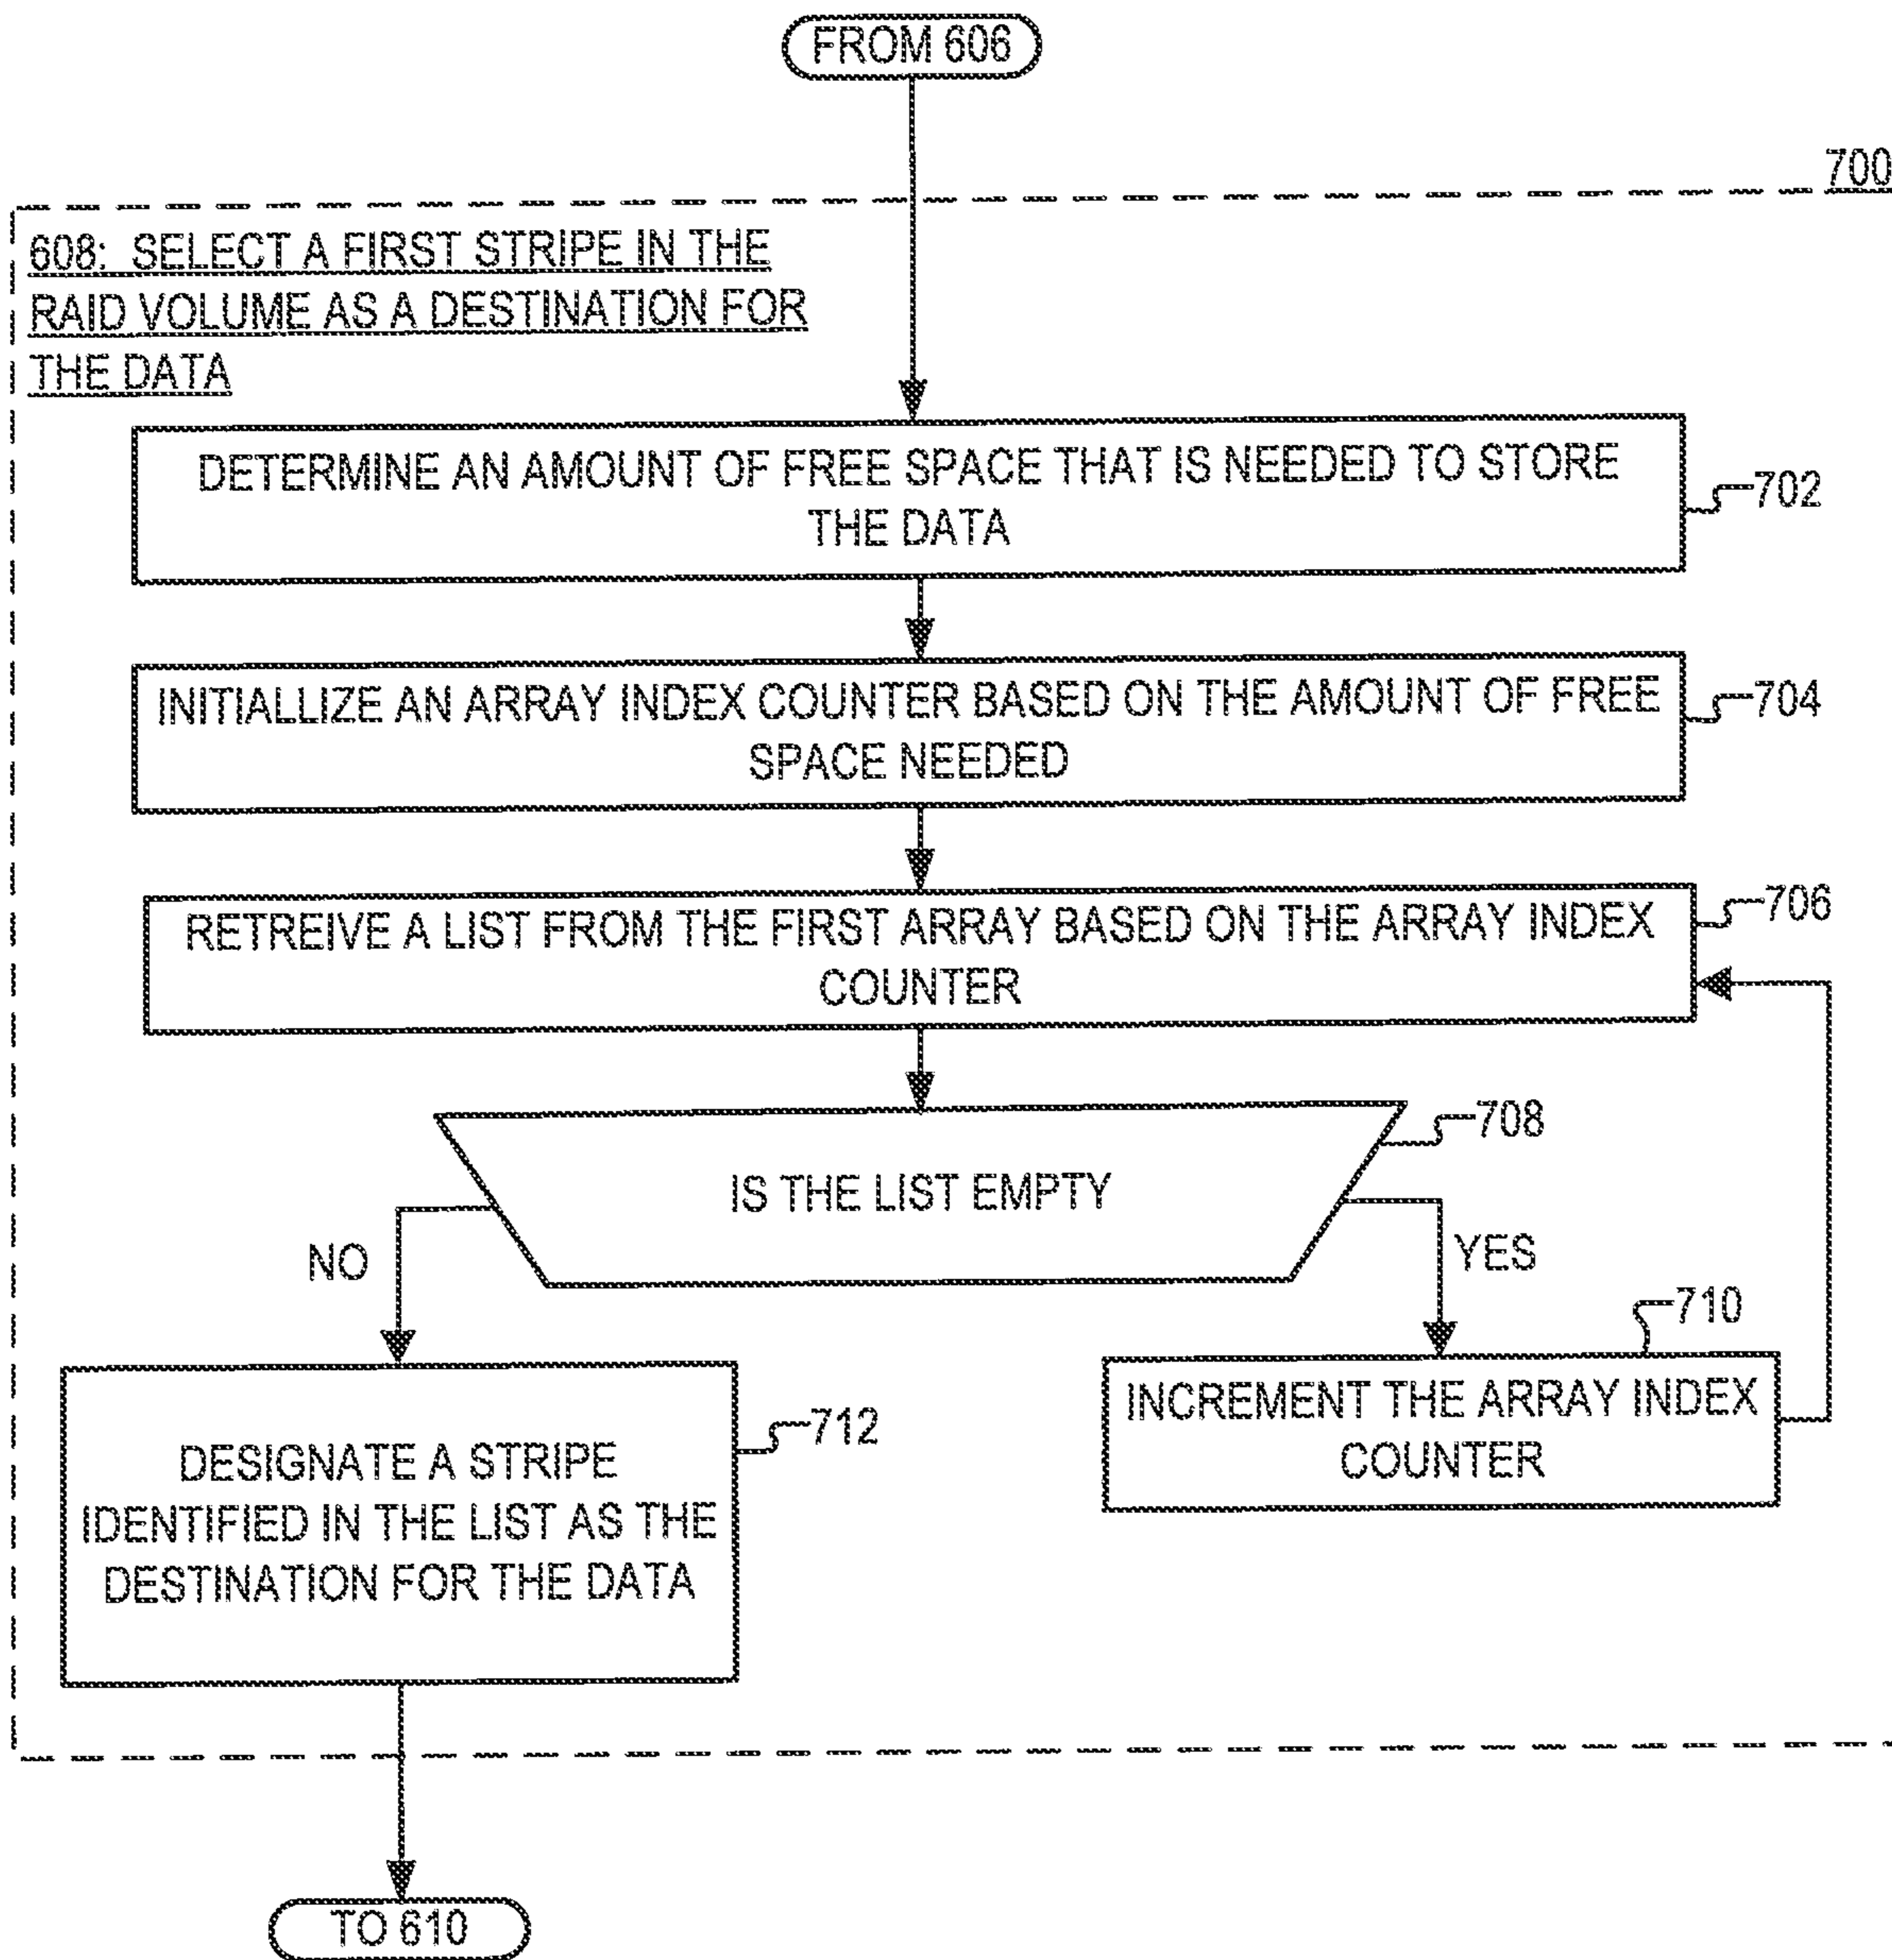 FROM 606
700
608: SELECT A FIRST STRIPE IN THE
RAID VOLUME AS A DESTINATION FOR
THE DATA
DETERMINE AN AMOUNT OF FREE SPACE THAT IS NEEDED TO STORE
THE DATA
702
INITIALLIZE AN ARRAY INDEX COUNTER BASED ON THE AMOUNT OF FREE
SPACE NEEDED
704
RETREIVE A LIST FROM THE FIRST ARRAY BASED ON THE ARRAY INDEX
COUNTER
706
IS THE LIST EMPTY
708
NO
YES
710
INCREMENT THE ARRAY INDEX
COUNTER
DESIGNATE A STRIPE
IDENTIFIED IN THE LIST AS THE
DESTINATION FOR THE DATA
712
TO 610